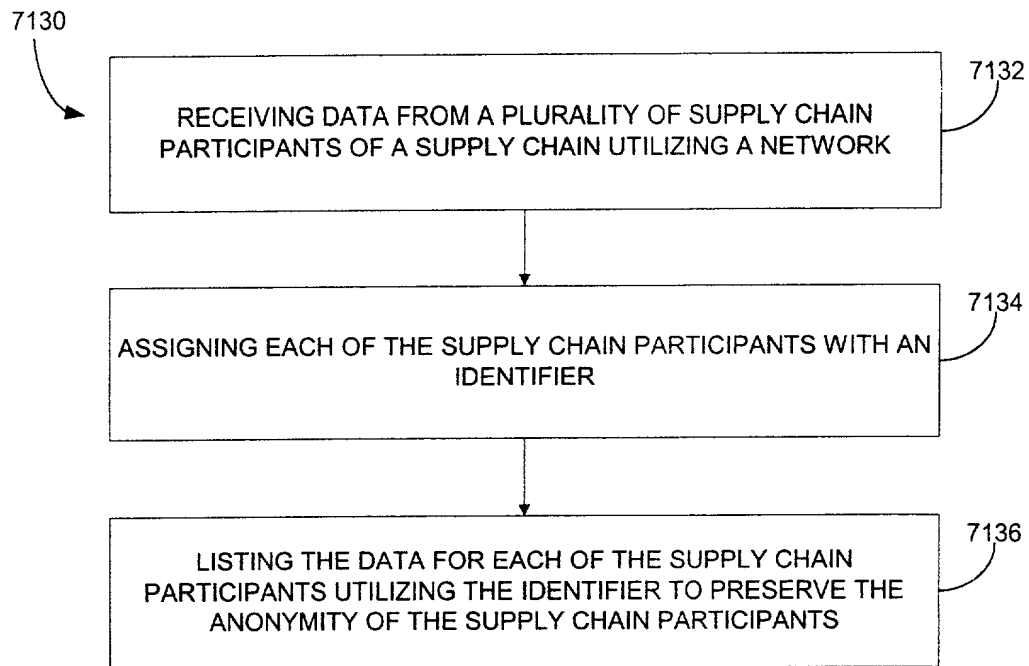 7130
7132
RECEIVING DATA FROM A PLURALITY OF SUPPLY CHAIN
PARTICIPANTS OF A SUPPLY CHAIN UTILIZING A NETWORK
7134
ASSIGNING EACH OF THE SUPPLY CHAIN PARTICIPANTS WITH AN
IDENTIFIER
7136
LISTING THE DATA FOR EACH OF THE SUPPLY CHAIN
PARTICIPANTS UTILIZING THE IDENTIFIER TO PRESERVE THE
ANONYMITY OF THE SUPPLY CHAIN PARTICIPANTS